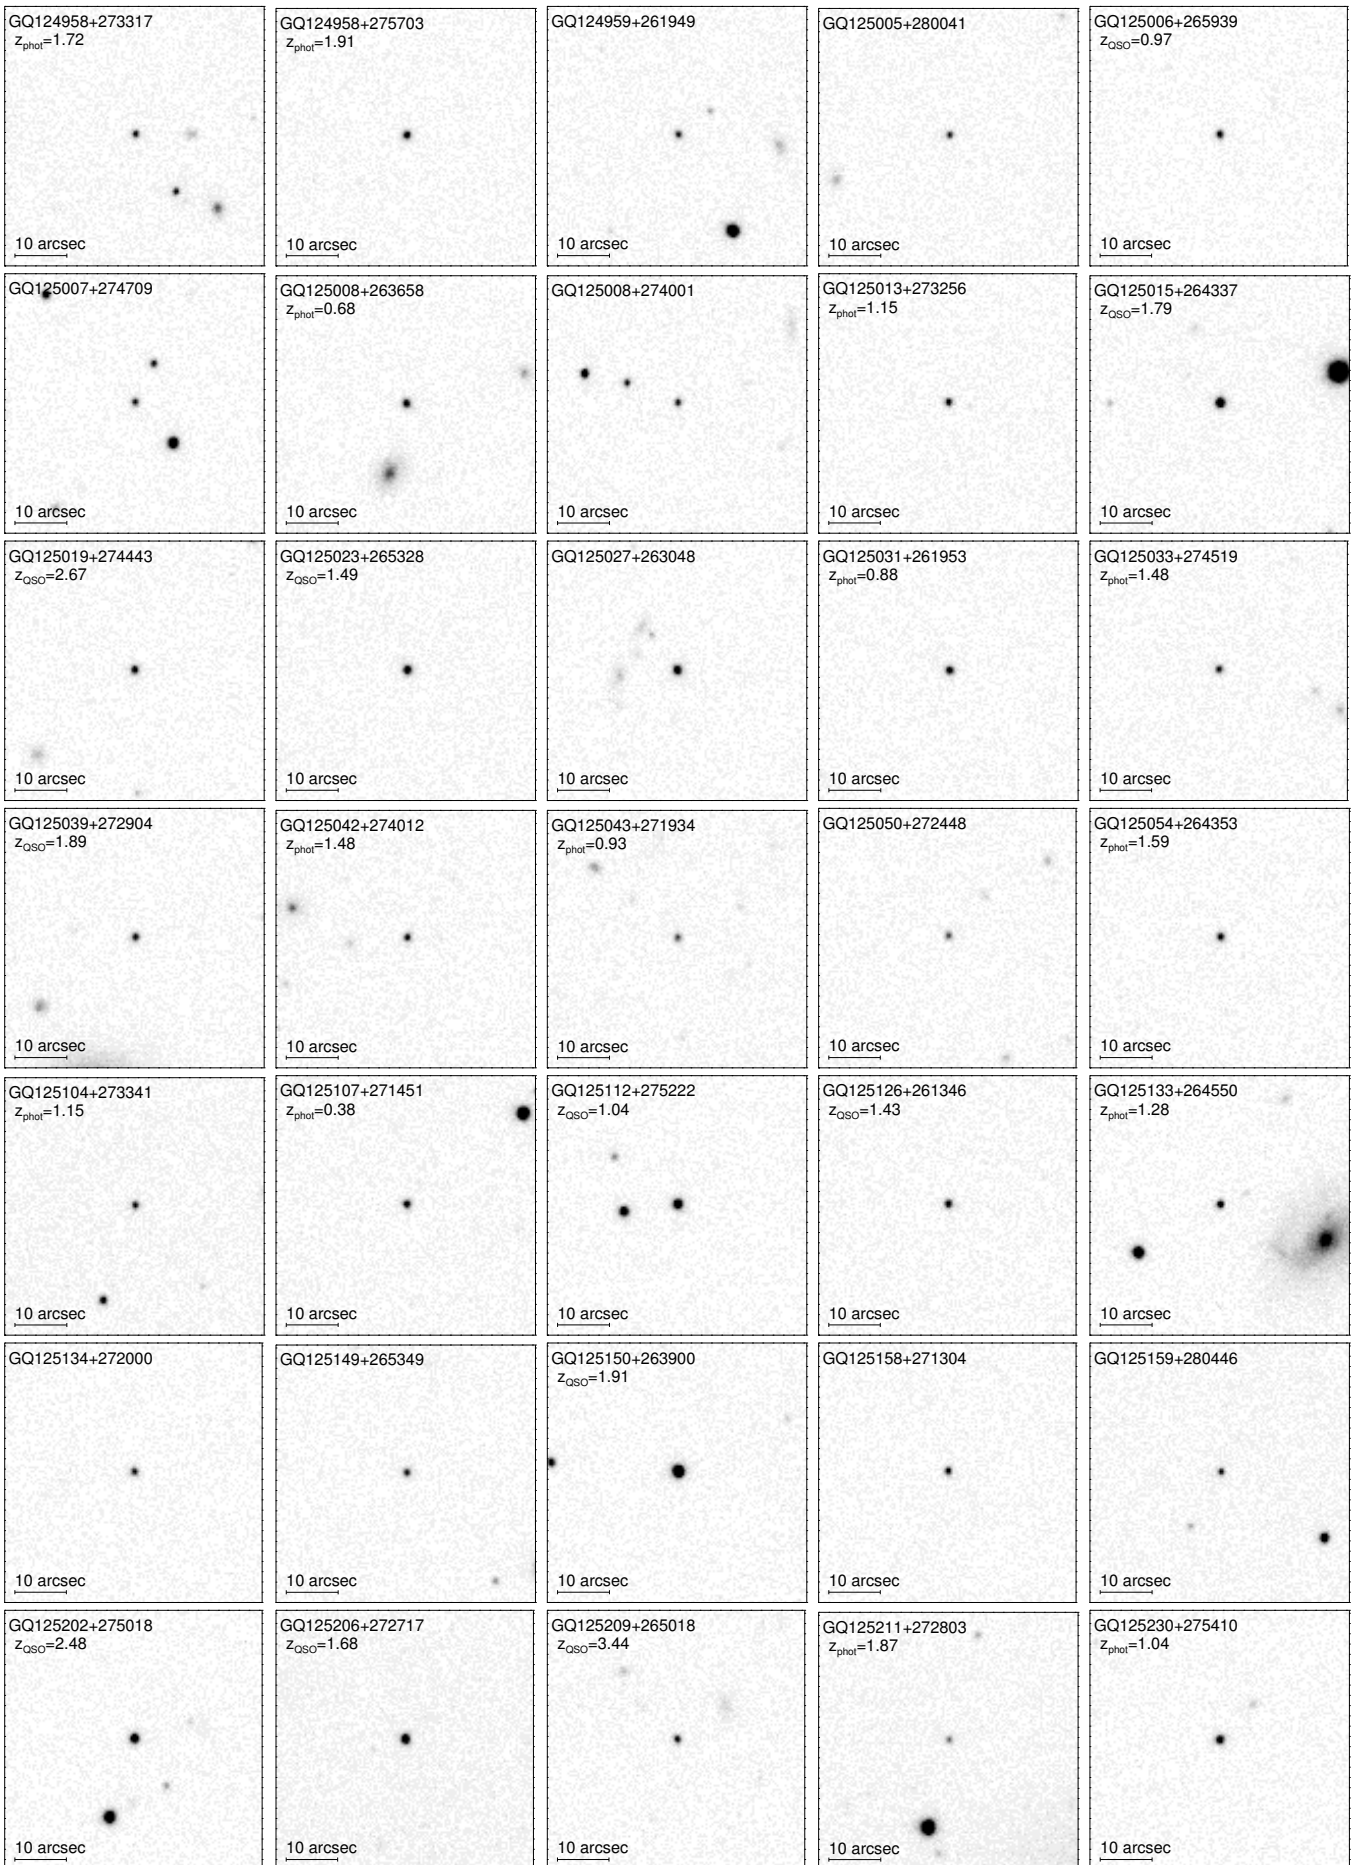 GQ124958+273317
z_phot=1.72
10 arcsec
GQ124958+275703
z_phot=1.91
10 arcsec
GQ124959+261949
10 arcsec
GQ125005+280041
10 arcsec
GQ125006+265939
z_QSO=0.97
10 arcsec
GQ125007+274709
10 arcsec
GQ125008+263658
z_phot=0.68
10 arcsec
GQ125008+274001
10 arcsec
GQ125013+273256
z_phot=1.15
10 arcsec
GQ125015+264337
z_QSO=1.79
10 arcsec
GQ125019+274443
z_QSO=2.67
10 arcsec
GQ125023+265328
z_QSO=1.49
10 arcsec
GQ125027+263048
10 arcsec
GQ125031+261953
z_phot=0.88
10 arcsec
GQ125033+274519
z_phot=1.48
10 arcsec
GQ125039+272904
z_QSO=1.89
10 arcsec
GQ125042+274012
z_phot=1.48
10 arcsec
GQ125043+271934
z_phot=0.93
10 arcsec
GQ125050+272448
10 arcsec
GQ125054+264353
z_phot=1.59
10 arcsec
GQ125104+273341
z_phot=1.15
10 arcsec
GQ125107+271451
z_phot=0.38
10 arcsec
GQ125112+275222
z_QSO=1.04
10 arcsec
GQ125126+261346
z_QSO=1.43
10 arcsec
GQ125133+264550
z_phot=1.28
10 arcsec
GQ125134+272000
10 arcsec
GQ125149+265349
10 arcsec
GQ125150+263900
z_QSO=1.91
10 arcsec
GQ125158+271304
10 arcsec
GQ125159+280446
10 arcsec
GQ125202+275018
z_QSO=2.48
10 arcsec
GQ125206+272717
z_QSO=1.68
10 arcsec
GQ125209+265018
z_QSO=3.44
10 arcsec
GQ125211+272803
z_phot=1.87
10 arcsec
GQ125230+275410
z_phot=1.04
10 arcsec